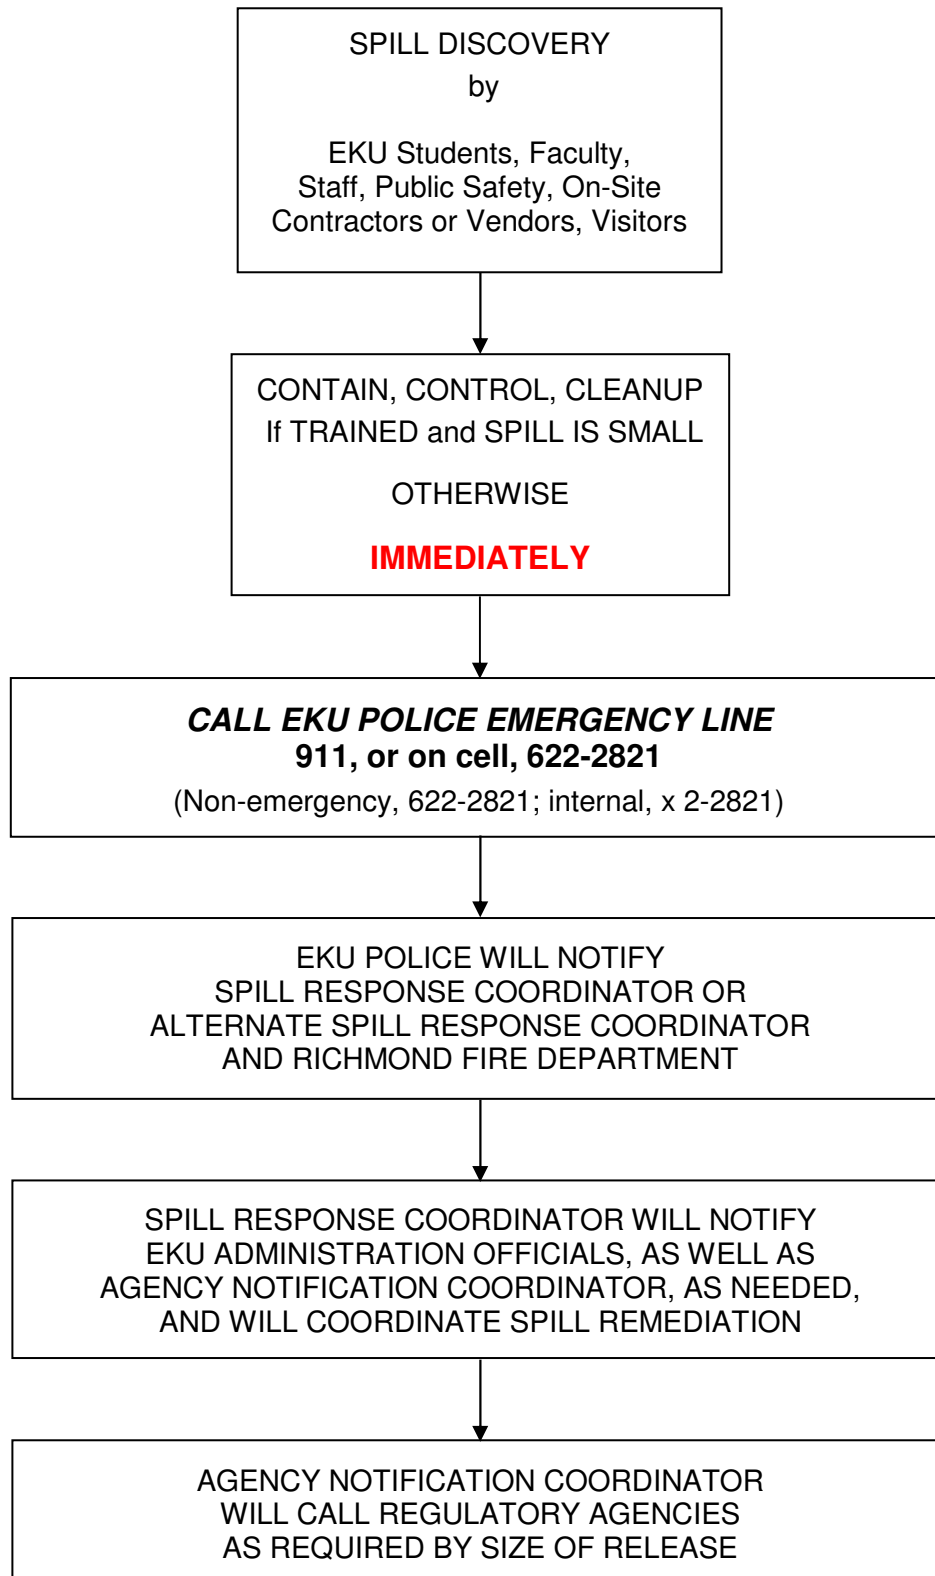 SPILL DISCOVERY
by
EKU Students, Faculty,
Staff, Public Safety, On-Site
Contractors or Vendors, Visitors
CONTAIN, CONTROL, CLEANUP
If TRAINED and SPILL IS SMALL
OTHERWISE
IMMEDIATELY
CALL EKU POLICE EMERGENCY LINE
911, or on cell, 622-2821
(Non-emergency, 622-2821; internal, x 2-2821)
EKU POLICE WILL NOTIFY
SPILL RESPONSE COORDINATOR OR
ALTERNATE SPILL RESPONSE COORDINATOR
AND RICHMOND FIRE DEPARTMENT
SPILL RESPONSE COORDINATOR WILL NOTIFY
EKU ADMINISTRATION OFFICIALS, AS WELL AS
AGENCY NOTIFICATION COORDINATOR, AS NEEDED,
AND WILL COORDINATE SPILL REMEDIATION
AGENCY NOTIFICATION COORDINATOR
WILL CALL REGULATORY AGENCIES
AS REQUIRED BY SIZE OF RELEASE